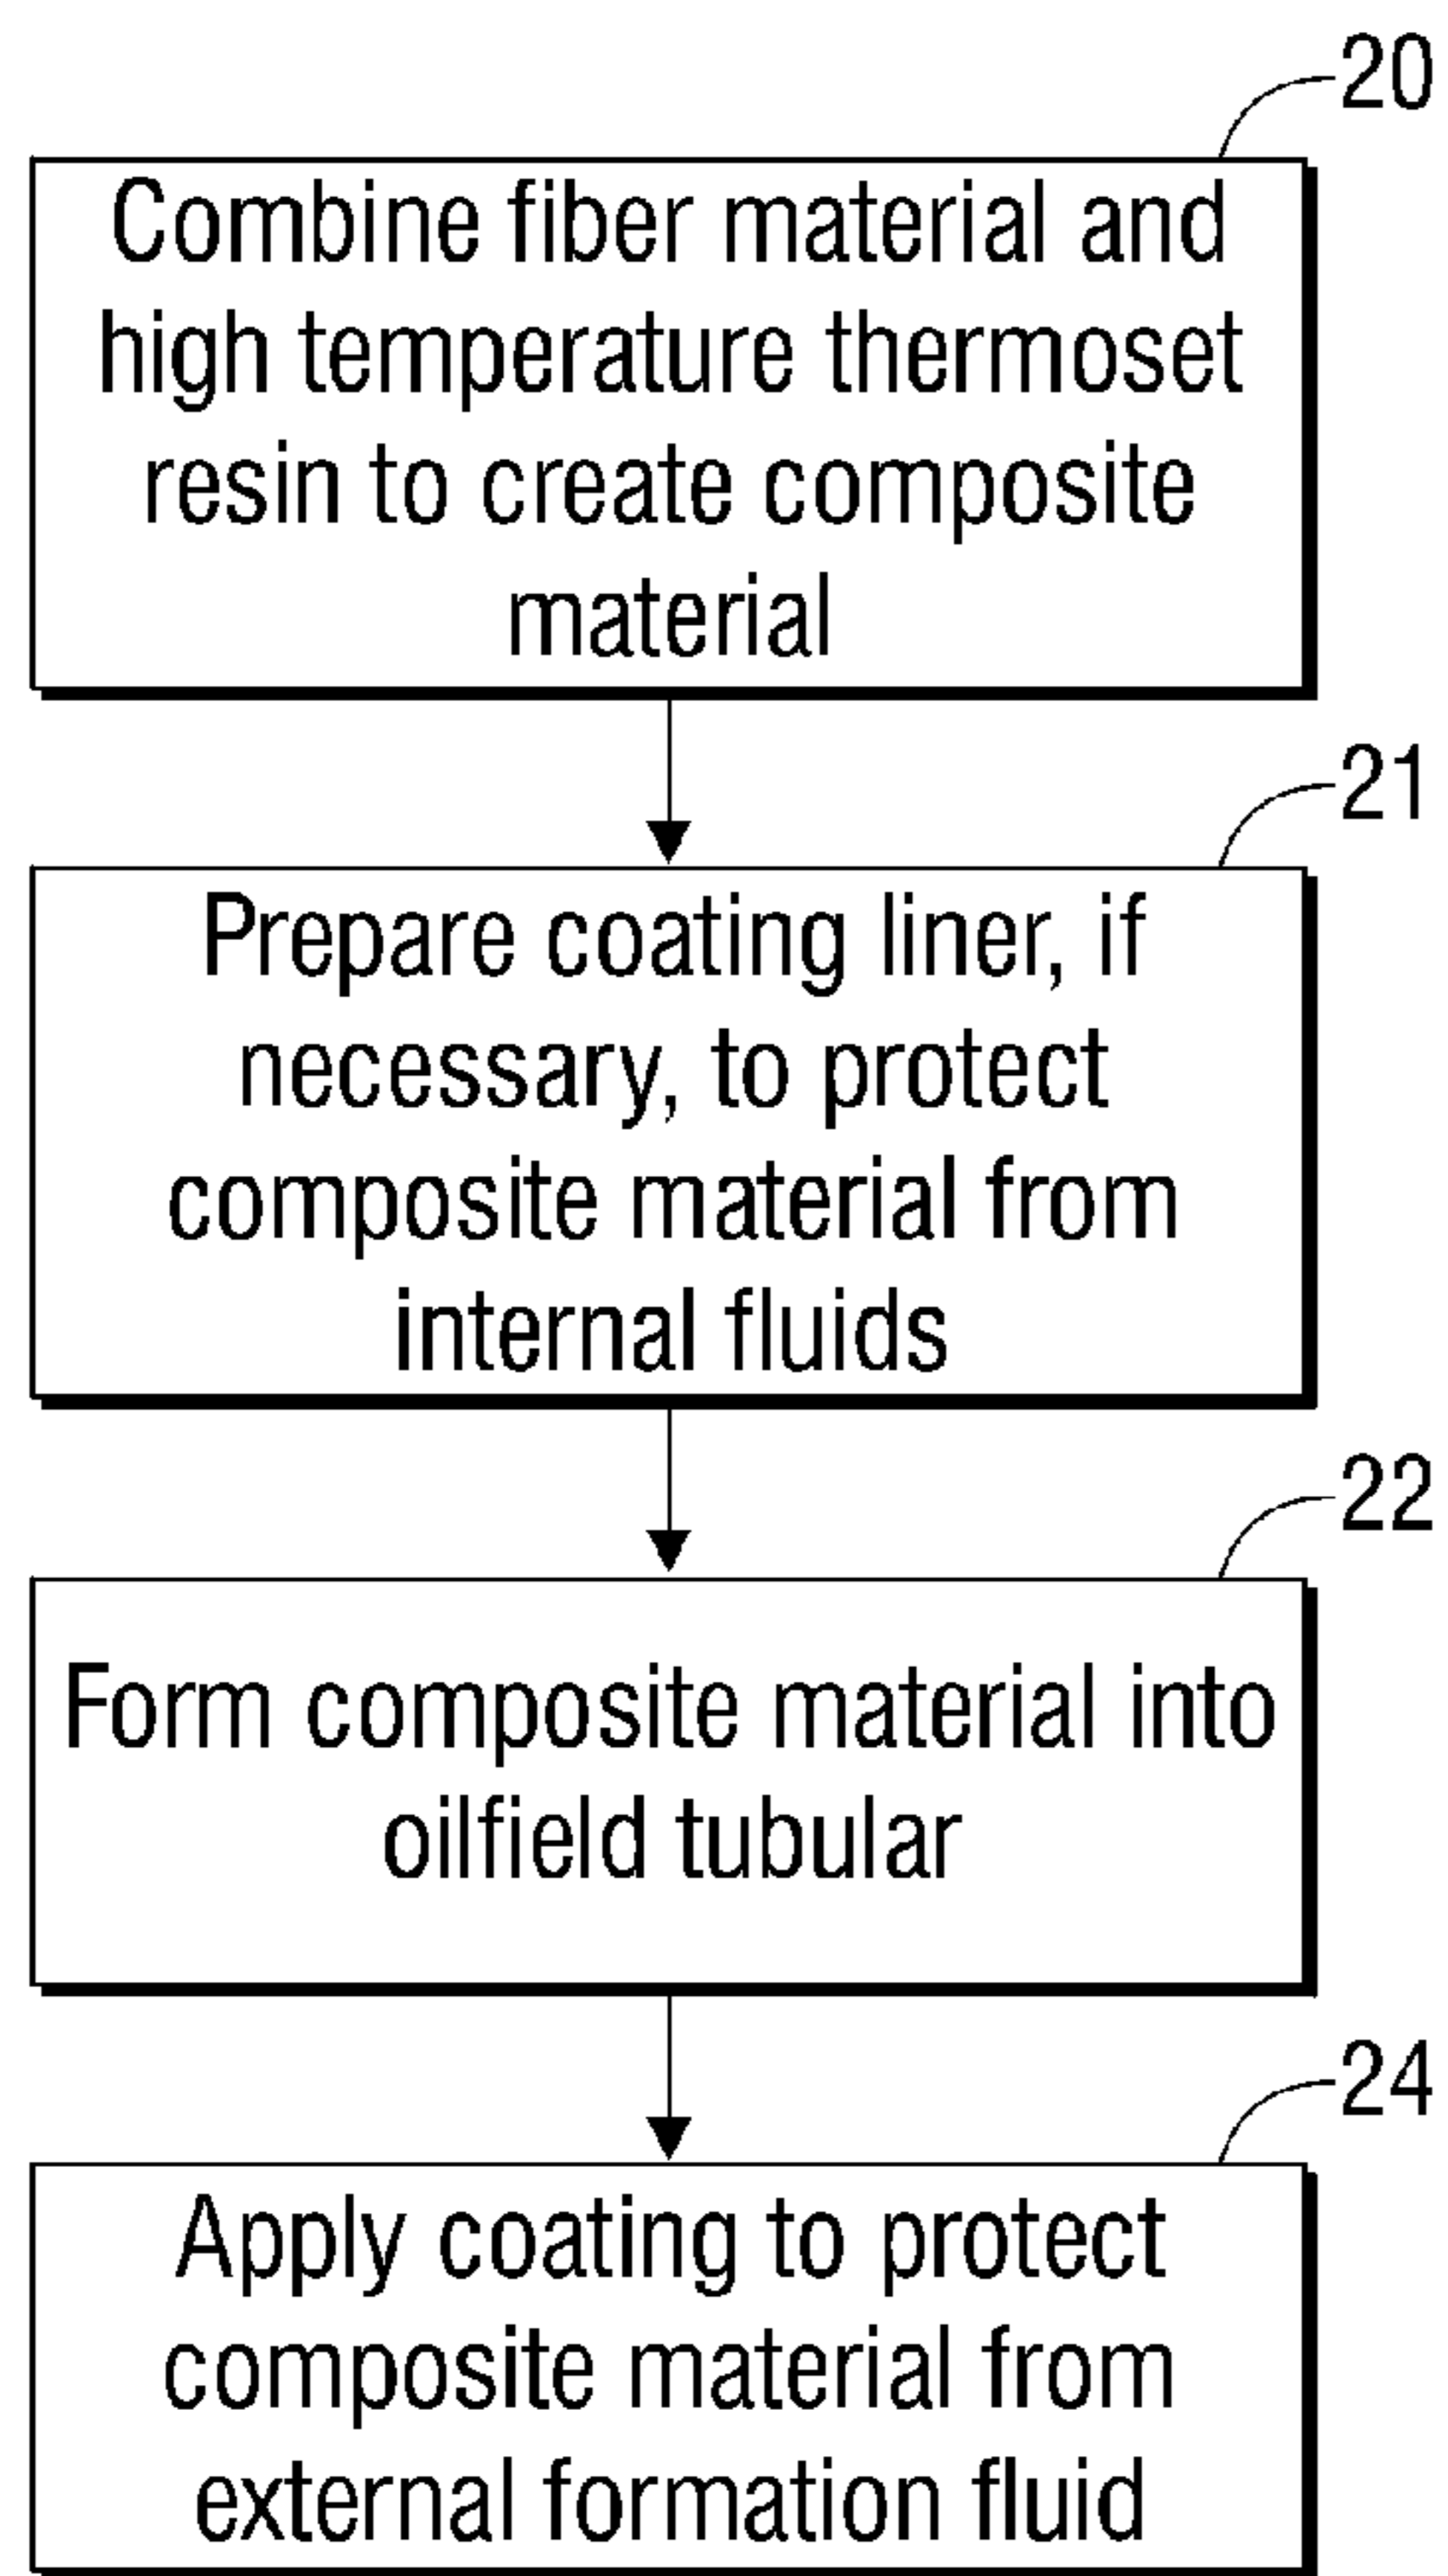 20
Combine fiber material and
high temperature thermoset
resin to create composite
material
21
Prepare coating liner, if
necessary, to protect
composite material from
internal fluids
22
Form composite material into
oilfield tubular
24
Apply coating to protect
composite material from
external formation fluid